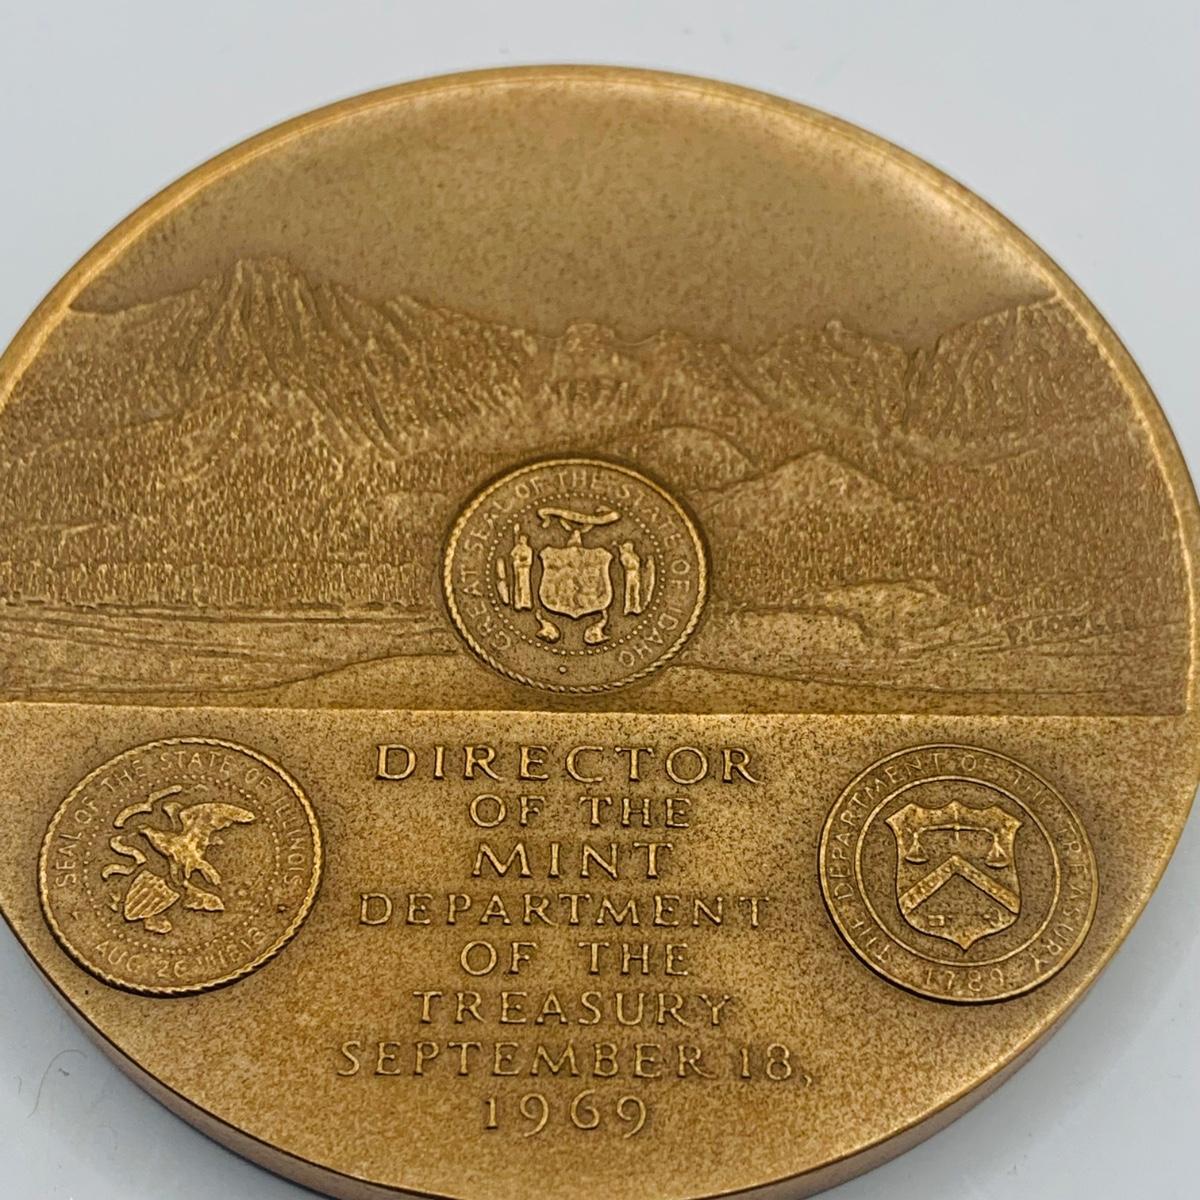 GREAT SEAL OF THE STATE OF IDAHO
SEAL OF THE STATE OF ILLINOIS
AUG. 26TH 1818
DIRECTOR
OF THE
MINT
DEPARTMENT
OF THE
TREASURY
SEPTEMBER 18,
1969
THE DEPARTMENT OF THE TREASURY
1789